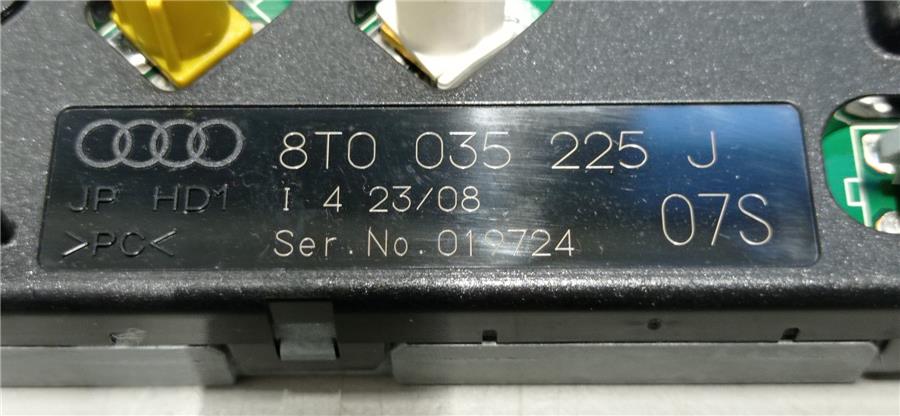 8T0 035 225 J
JP HD1 I 4 23/08 07S
>PC< Ser.No.019724